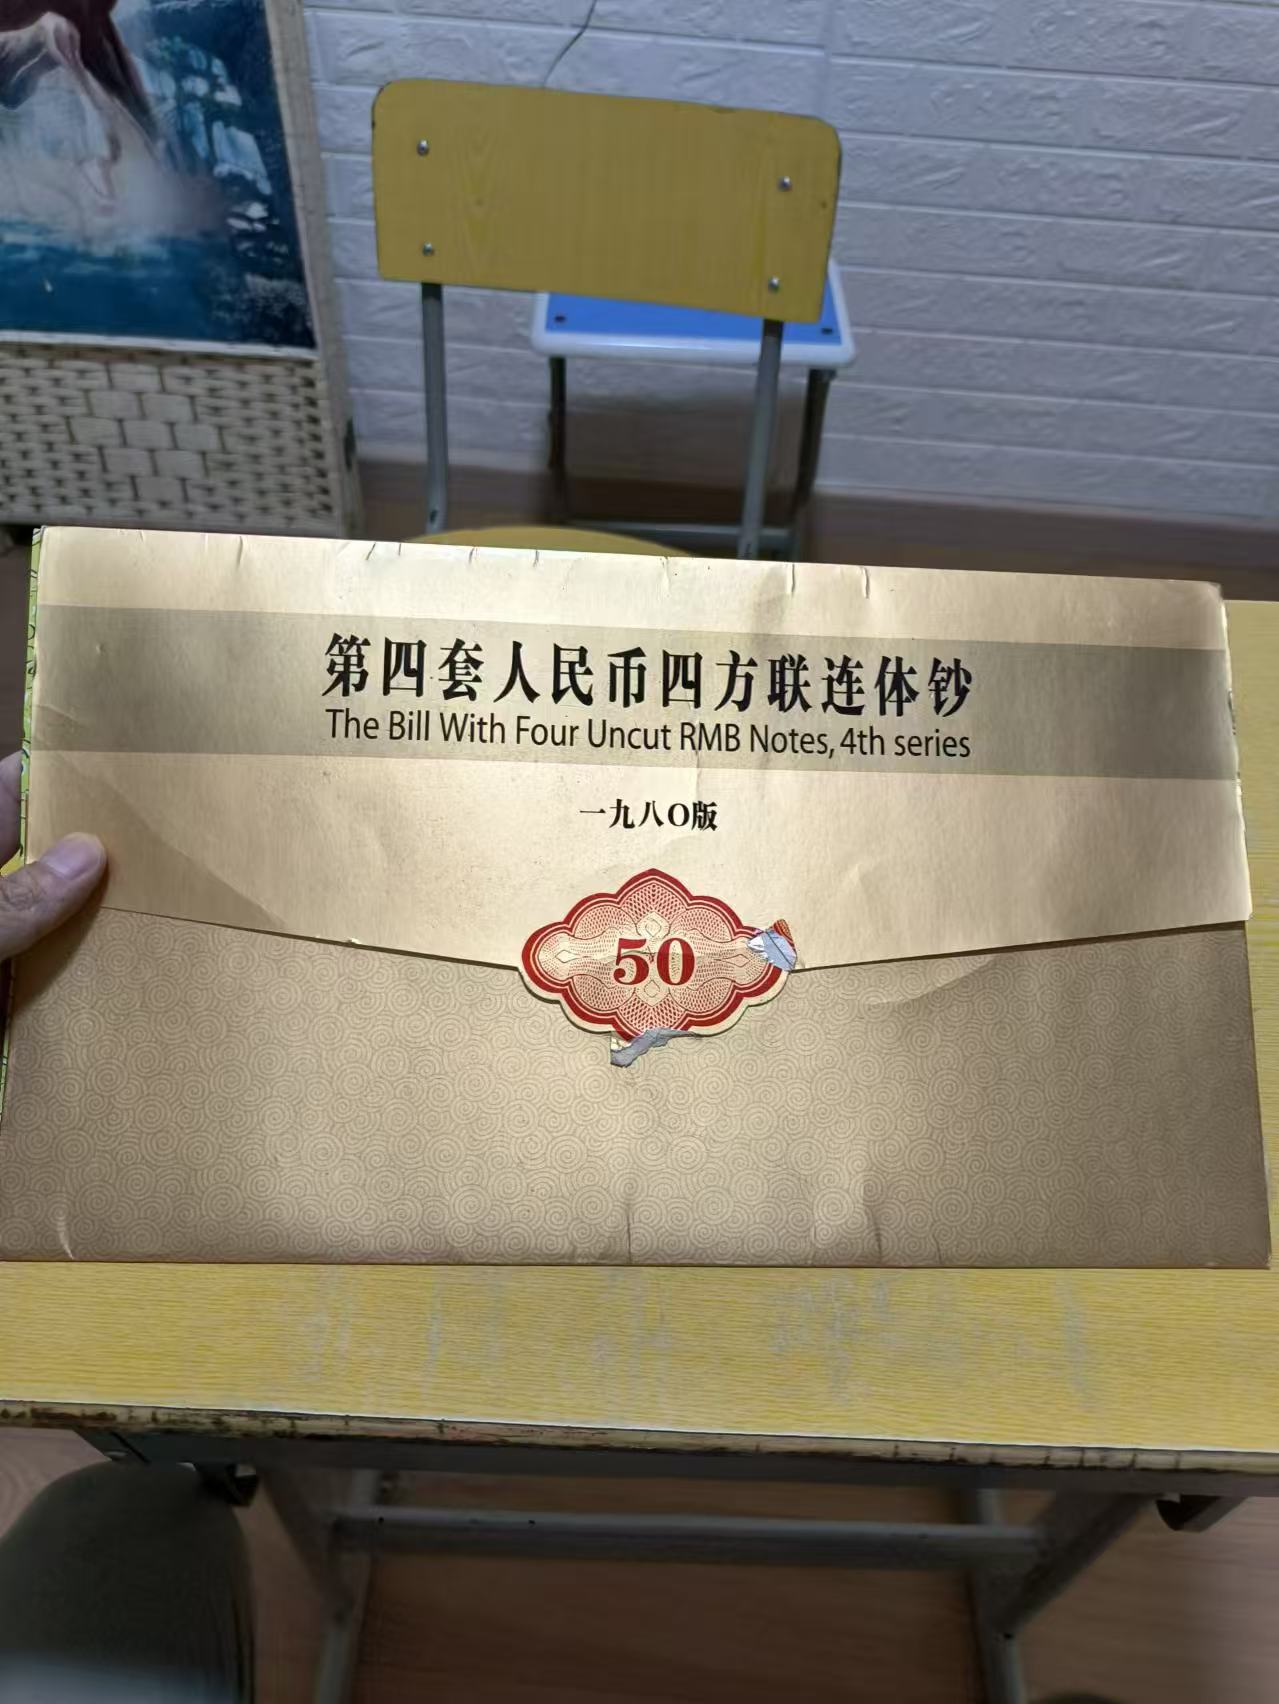 第四套人民币四方联连体钞
The Bill With Four Uncut RMB Notes, 4th series
一九八O版
50